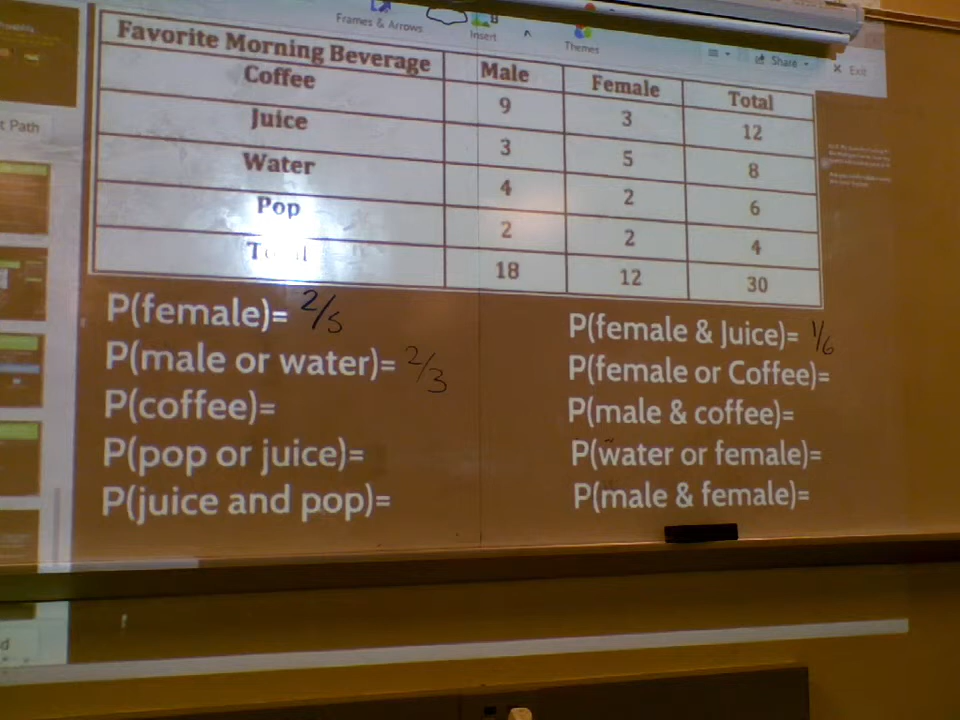 Frames & Arrows
Insert
Themes
Share
Exit
t Path
Favorite Morning Beverage Male Female Total
Coffee 9 3 12
Juice 3 5 8
Water 4 2 6
Pop 2 2 4
18 12 30
P(female)= 2/5
P(male or water)= 2/3
P(coffee)=
P(pop or juice)=
P(juice and pop)=
P(female & Juice)= 1/6
P(female or Coffee)=
P(male & coffee)=
P(water or female)=
P(male & female)=
d